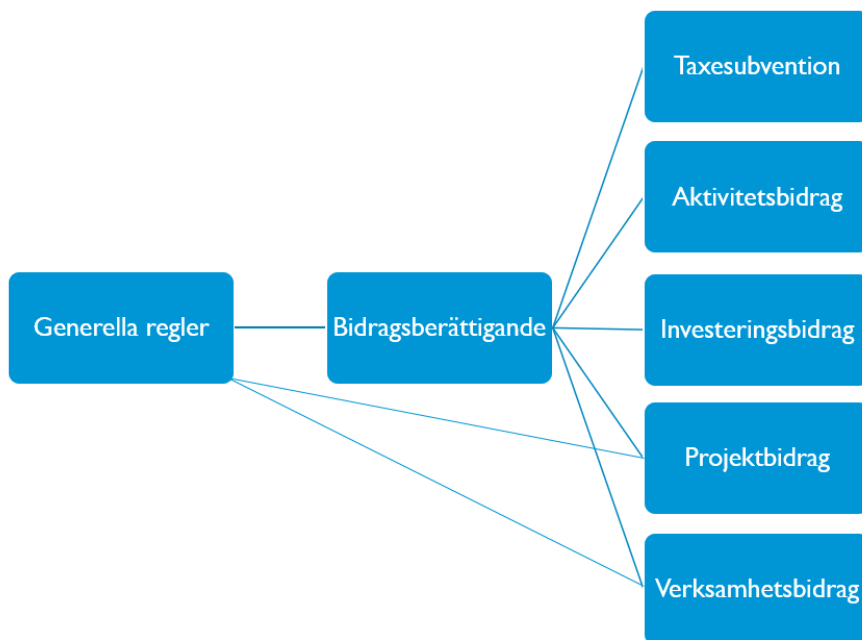 Generella regler
Bidragsberättigande
Taxesubvention
Aktivitetsbidrag
Investeringsbidrag
Projektbidrag
Verksamhetsbidrag